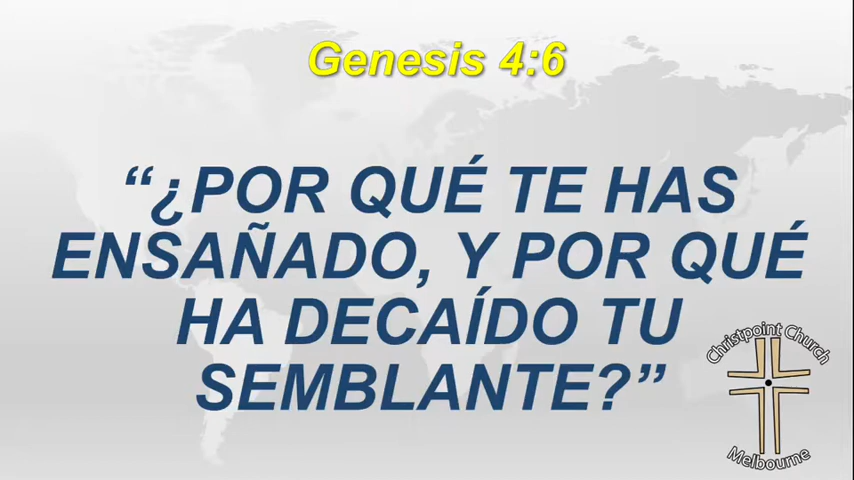 Genesis 4:6
“¿POR QUÉ TE HAS
ENSAÑADO, Y POR QUÉ
HA DECAÍDO TU
SEMBLANTE?”
Christpoint Church
Melbourne